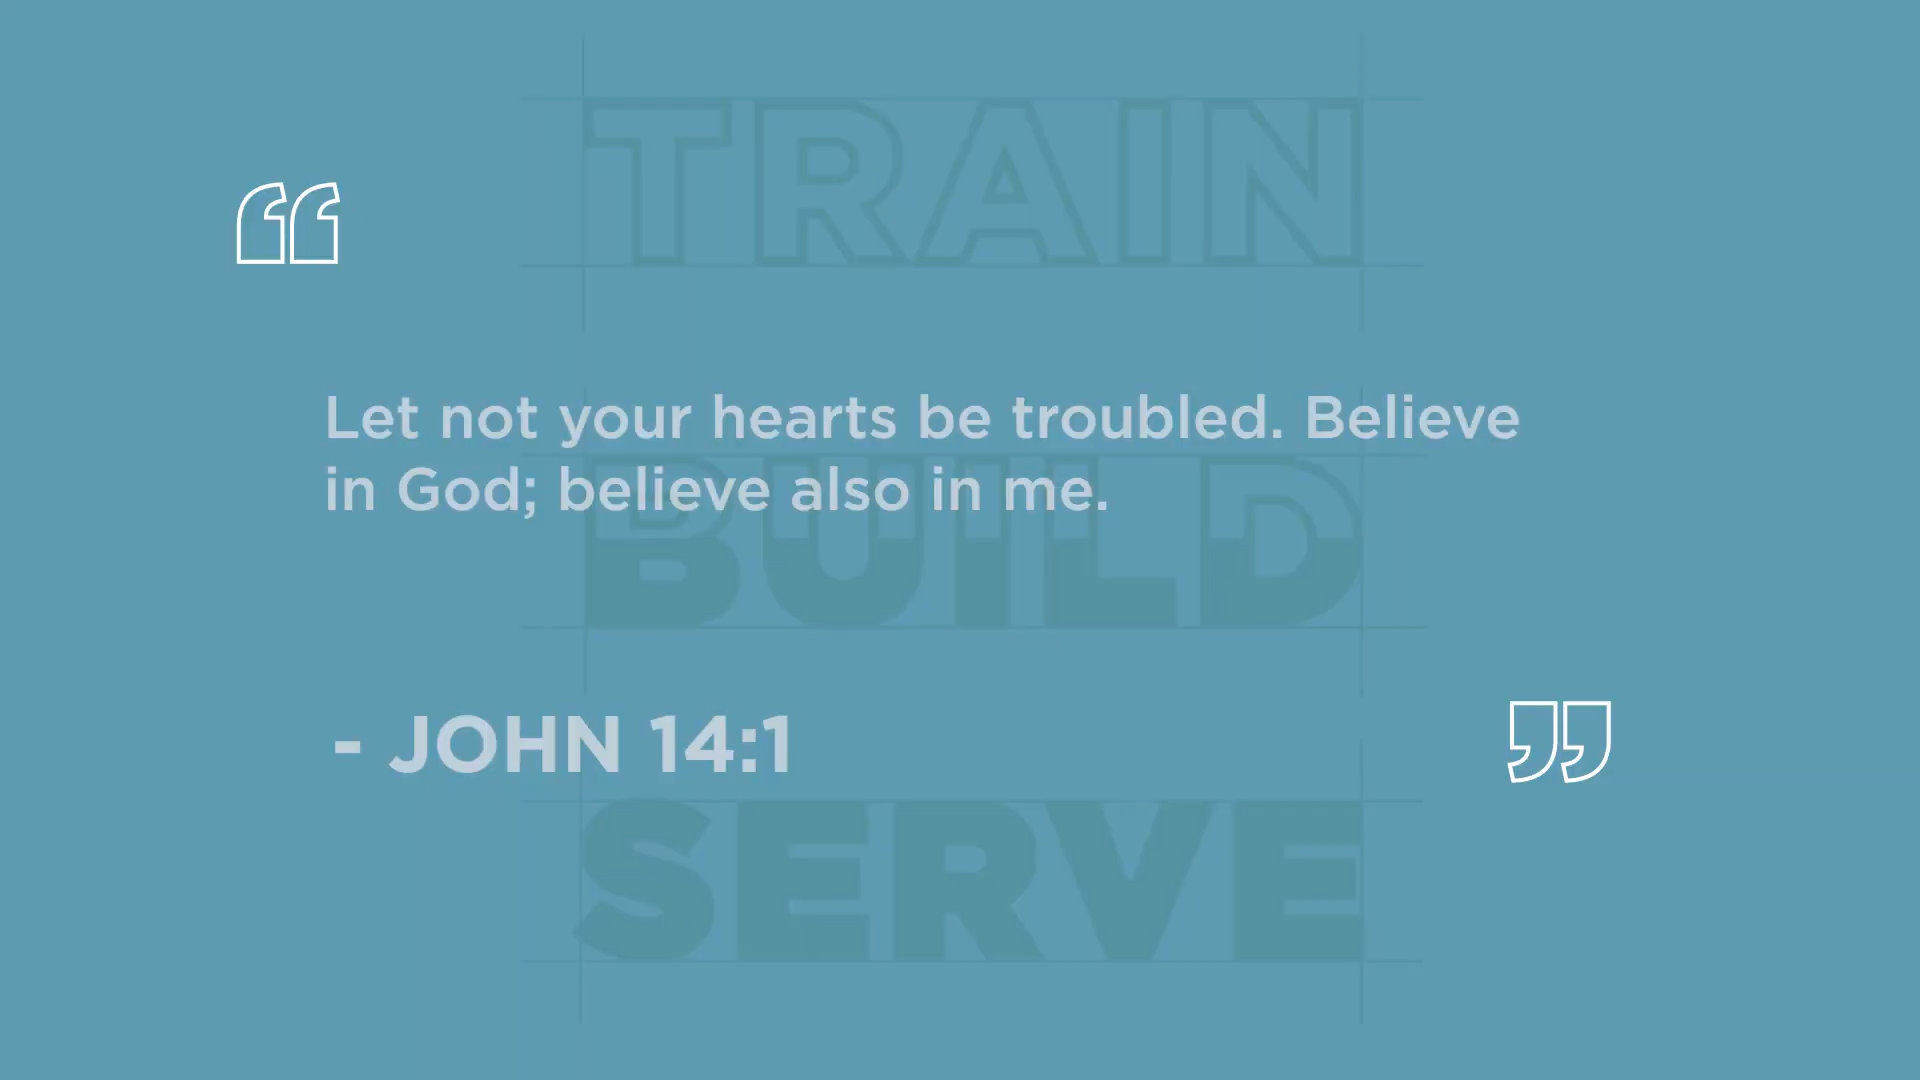 TRAIN
Let not your hearts be troubled. Believe
in God; believe also in me.
BUILD
- JOHN 14:1
SERVE